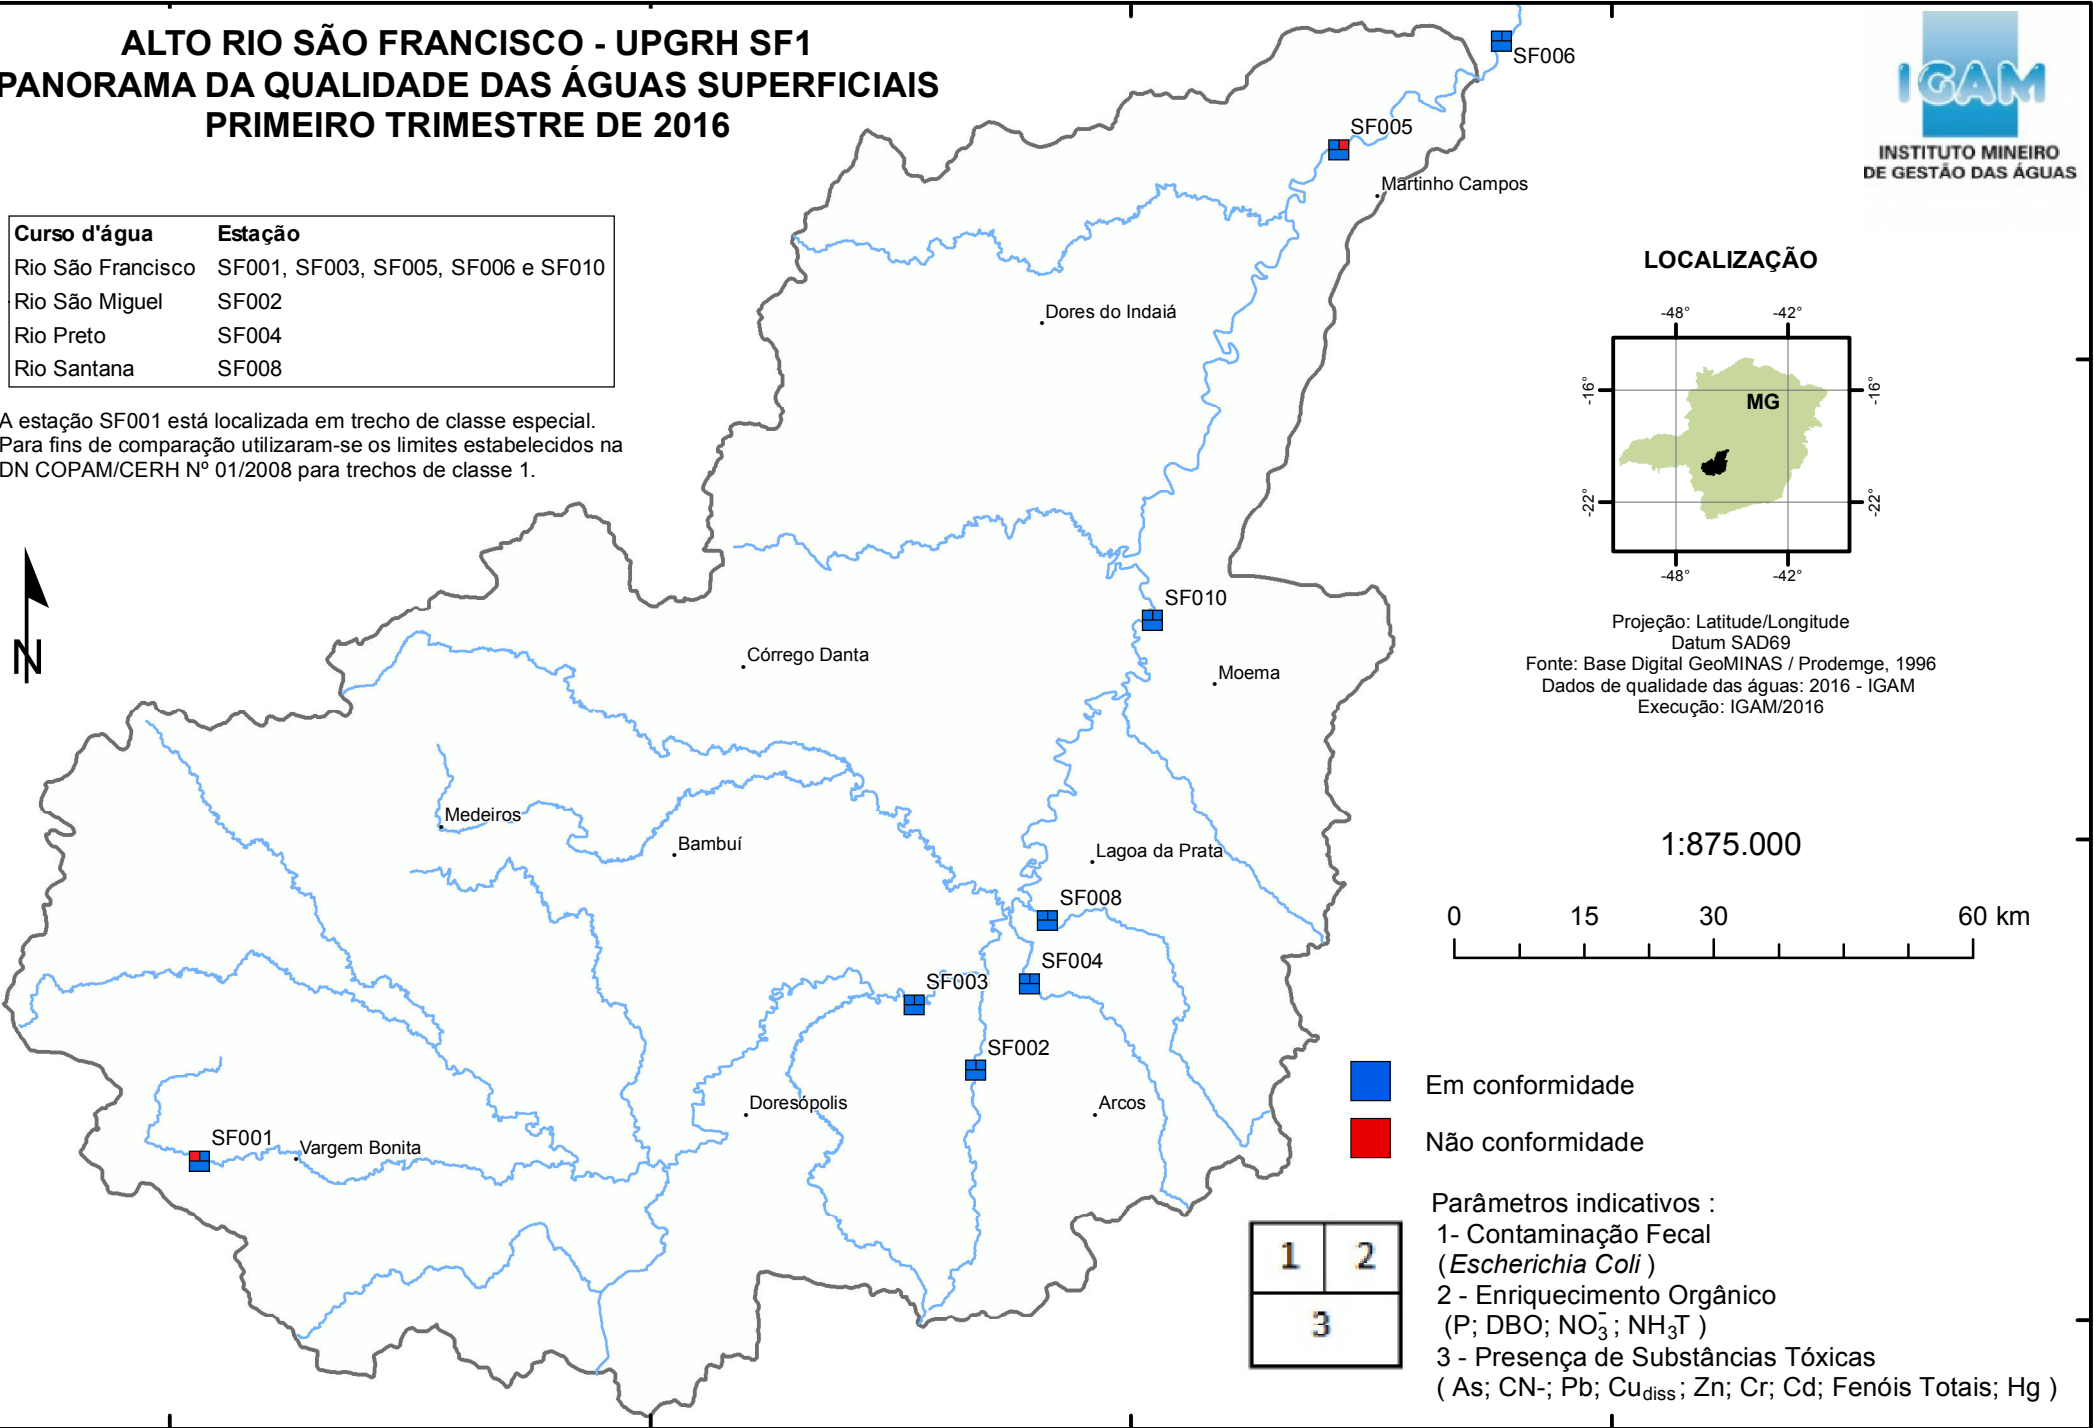 ALTO RIO SÃO FRANCISCO - UPGRH SF1
PANORAMA DA QUALIDADE DAS ÁGUAS SUPERFICIAIS
PRIMEIRO TRIMESTRE DE 2016
Curso d'água Estação
Rio São Francisco SF001, SF003, SF005, SF006 e SF010
Rio São Miguel SF002
Rio Preto SF004
Rio Santana SF008
A estação SF001 está localizada em trecho de classe especial.
Para fins de comparação utilizaram-se os limites estabelecidos na
DN COPAM/CERH Nº 01/2008 para trechos de classe 1.
N
SF006
SF005
Martinho Campos
Dores do Indaiá
SF010
Córrego Danta
Moema
Medeiros
Bambuí
Lagoa da Prata
SF008
SF004
SF003
SF002
Doresópolis
Arcos
SF001
Vargem Bonita
IGAM
INSTITUTO MINEIRO
DE GESTÃO DAS ÁGUAS
LOCALIZAÇÃO
-48° -42°
-16° -16°
MG
-22° -22°
-48° -42°
Projeção: Latitude/Longitude
Datum SAD69
Fonte: Base Digital GeoMINAS / Prodemge, 1996
Dados de qualidade das águas: 2016 - IGAM
Execução: IGAM/2016
1:875.000
0 15 30 60 km
Em conformidade
Não conformidade
1 2
3
Parâmetros indicativos :
1- Contaminação Fecal
(Escherichia Coli )
2 - Enriquecimento Orgânico
(P; DBO; NO₃⁻; NH₃T )
3 - Presença de Substâncias Tóxicas
( As; CN-; Pb; Cudiss; Zn; Cr; Cd; Fenóis Totais; Hg )